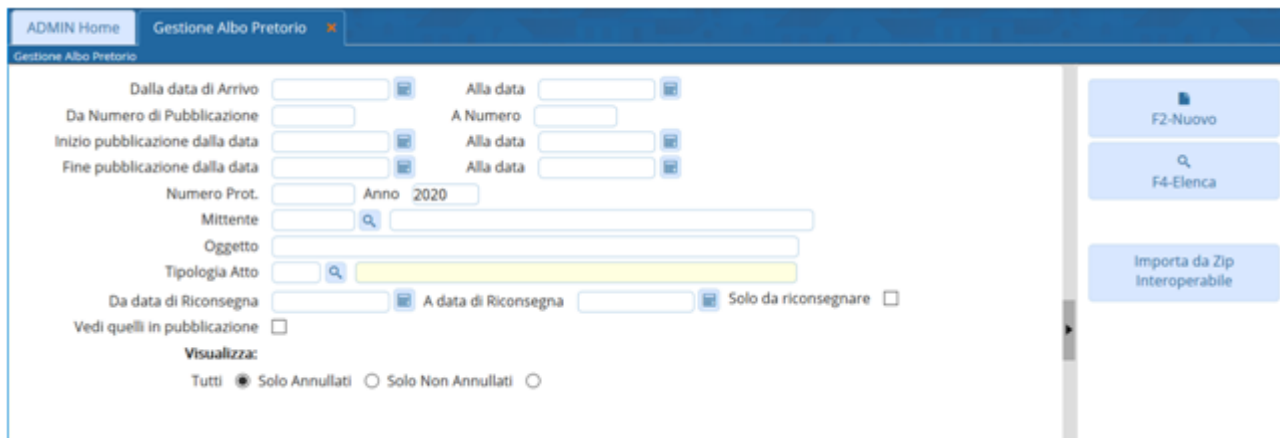 ADMIN Home Gestione Albo Pretorio
Gestione Albo Pretorio
Dalla data di Arrivo Alla data
Da Numero di Pubblicazione A Numero
Inizio pubblicazione dalla data Alla data
Fine pubblicazione dalla data Alla data
Numero Prot. Anno 2020
Mittente
Oggetto
Tipologia Atto
Da data di Riconsegna A data di Riconsegna Solo da riconsegnare
Vedi quelli in pubblicazione
Visualizza:
Tutti Solo Annullati Solo Non Annullati
F2-Nuovo
F4-Elenca
Importa da Zip
Interoperabile